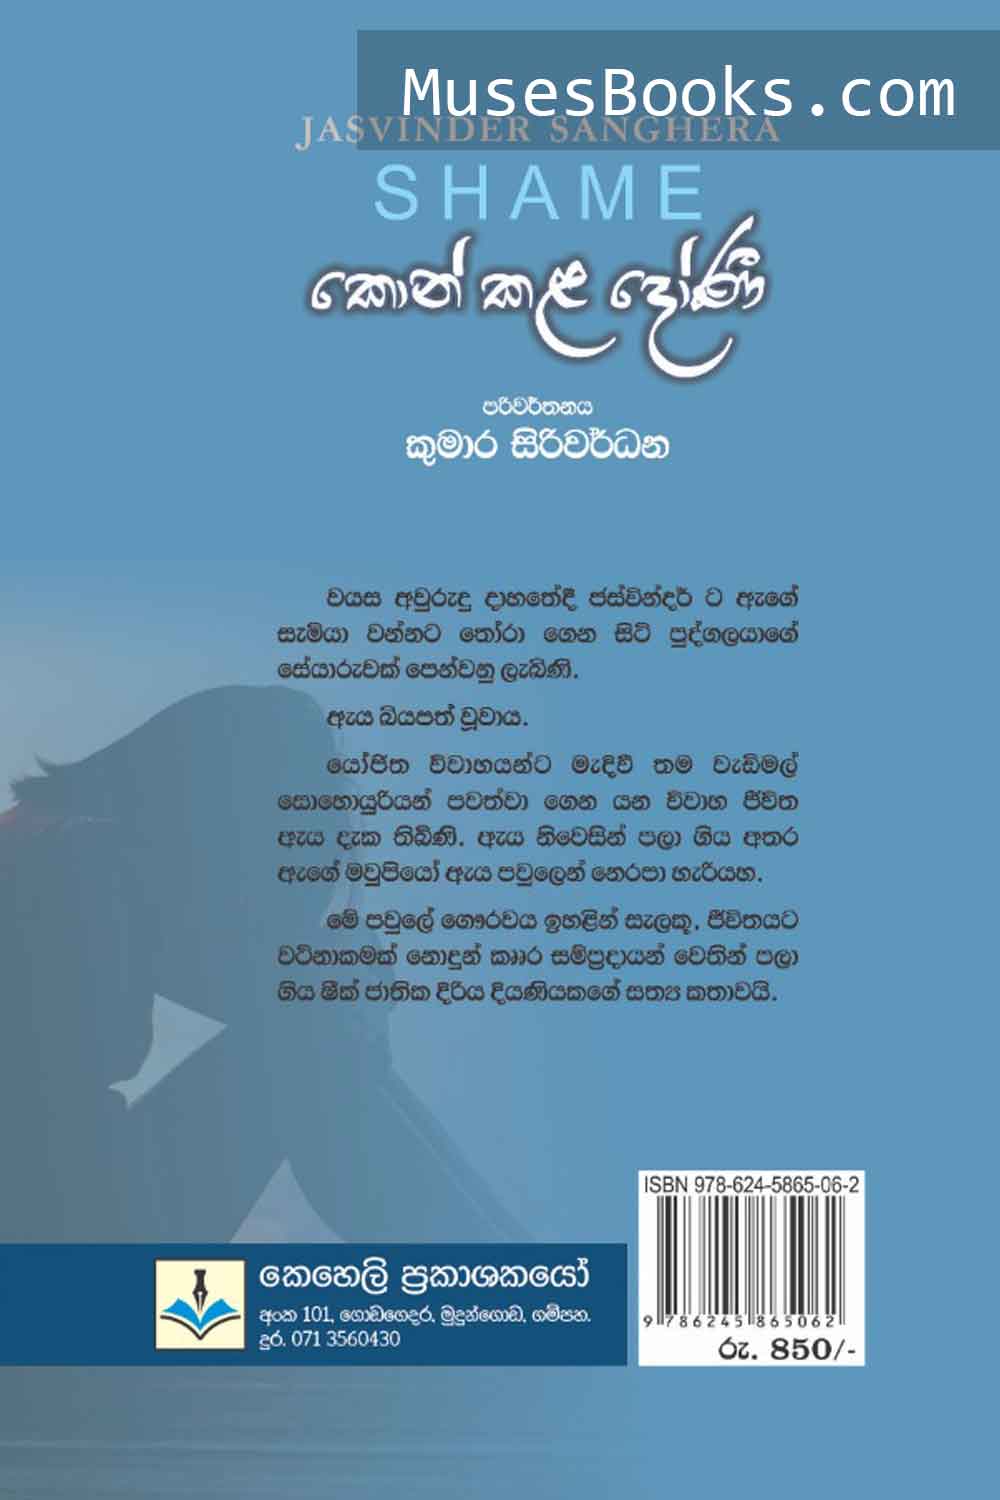 MusesBooks.com
JASVINDER SANGHERA
SHAME
කොන් කළ දෝණි
පරිවර්තනය
කුමාර සිරිවර්ධන
වයස අවුරුදු දාහතේදී ජස්වින්දර් ට ඇගේ
සැමියා වන්නට තෝරා ගෙන සිටි පුද්ගලයාගේ
සේයාරුවක් පෙන්වනු ලැබිණි.
ඇය බියපත් වූවාය.
යෝජිත විවාහයන්ට මැදිවී තම වැඩිමල්
සොහොයුරියන් පවත්වා ගෙන යන විවාහ ජීවිත
ඇය දැක තිබිණි. ඇය නිවෙසින් පලා ගිය අතර
ඇගේ මවුපියෝ ඇය පවුලෙන් නෙරපා හැරියහ.
මේ පවුලේ ගෞරවය ඉහළින් සැලකූ, ජීවිතයට
වටිනාකමක් නොදුන් කෲර සම්ප්‍රදායන් වෙතින් පලා
ගිය ෂීක් ජාතික දිරිය දියණියකගේ සත්‍ය කතාවයි.
ISBN 978-624-5865-06-2
9 786245 865062
රු. 850/-
කෙහෙලි ප්‍රකාශකයෝ
අංක 101, ගොඩගෙදර, මුදුන්ගොඩ, ගම්පහ.
දුර. 071 3560430